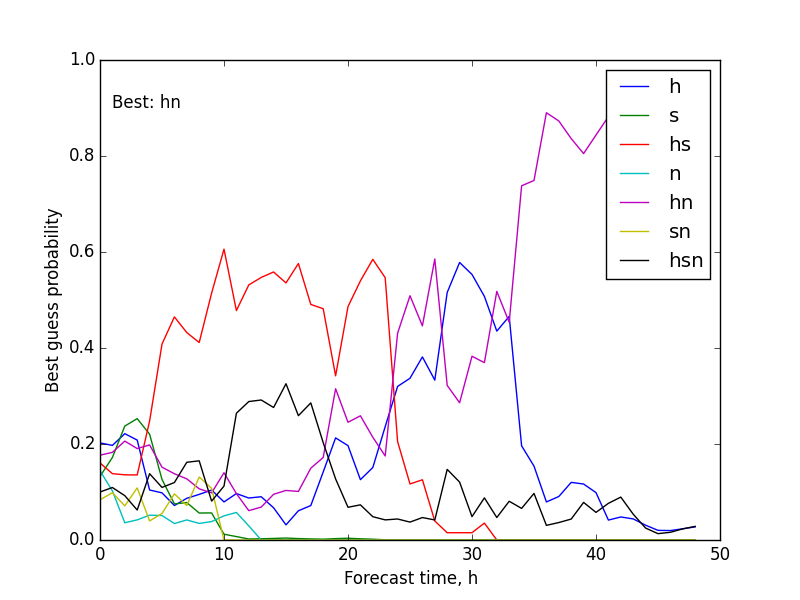 Best: hn
h
s
hs
n
hn
sn
hsn
Best guess probability
1.0
0.8
0.6
0.4
0.2
0.0
0 10 20 30 40 50
Forecast time, h